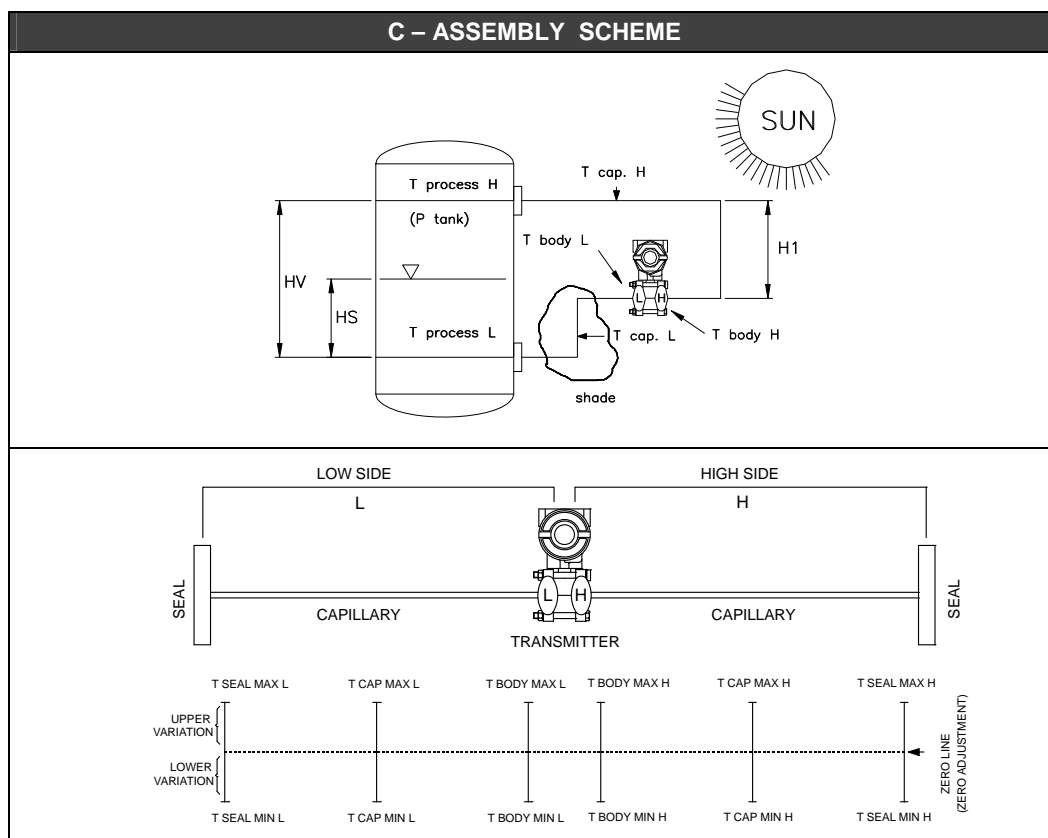 C – ASSEMBLY SCHEME
SUN
T process H
T cap. H
(P tank)
T body L
H1
HV
L H
HS
T process L
T cap. L
T body H
shade
LOW SIDE
HIGH SIDE
L
H
SEAL
L H
SEAL
CAPILLARY
CAPILLARY
TRANSMITTER
T SEAL MAX L
T CAP MAX L
T BODY MAX L
T BODY MAX H
T CAP MAX H
T SEAL MAX H
UPPER
VARIATION
LOWER
VARIATION
ZERO LINE
(ZERO ADJUSTMENT)
T SEAL MIN L
T CAP MIN L
T BODY MIN L
T BODY MIN H
T CAP MIN H
T SEAL MIN H